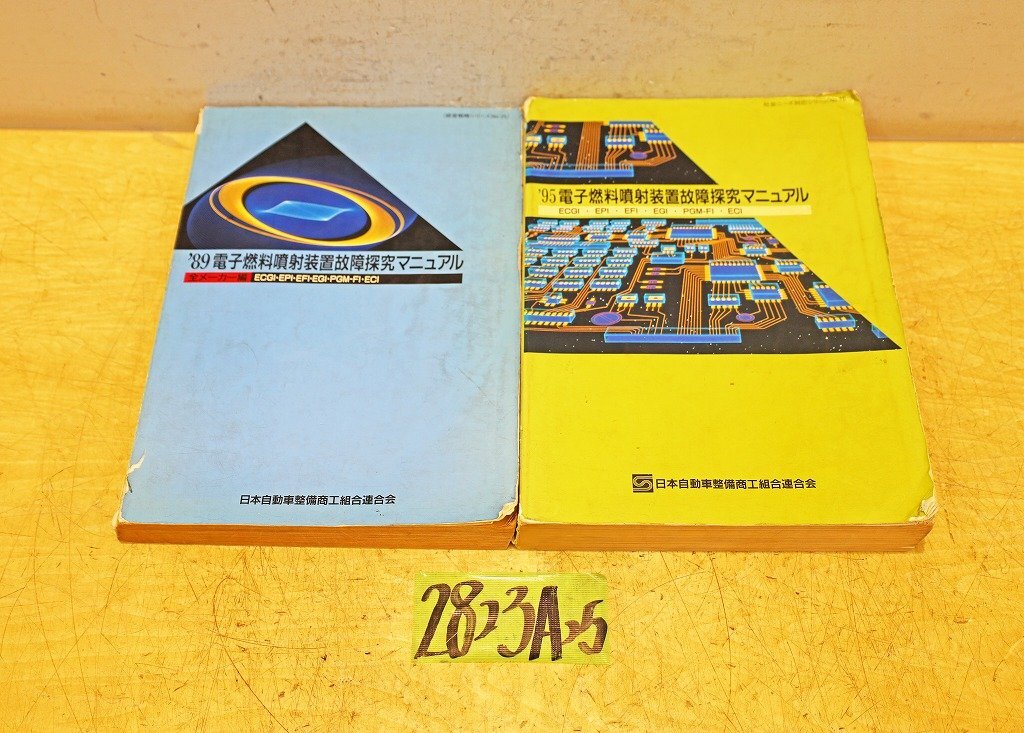 '89電子燃料噴射装置故障探究マニュアル
全メーカー編 ECGI・EPI・EFI・EGI・PGM-FI・ECI
日本自動車整備商工組合連合会
'95電子燃料噴射装置故障探究マニュアル
ECGI ・ EPI ・ EFI ・ EGI ・ PGM-FI ・ ECI
日本自動車整備商工組合連合会